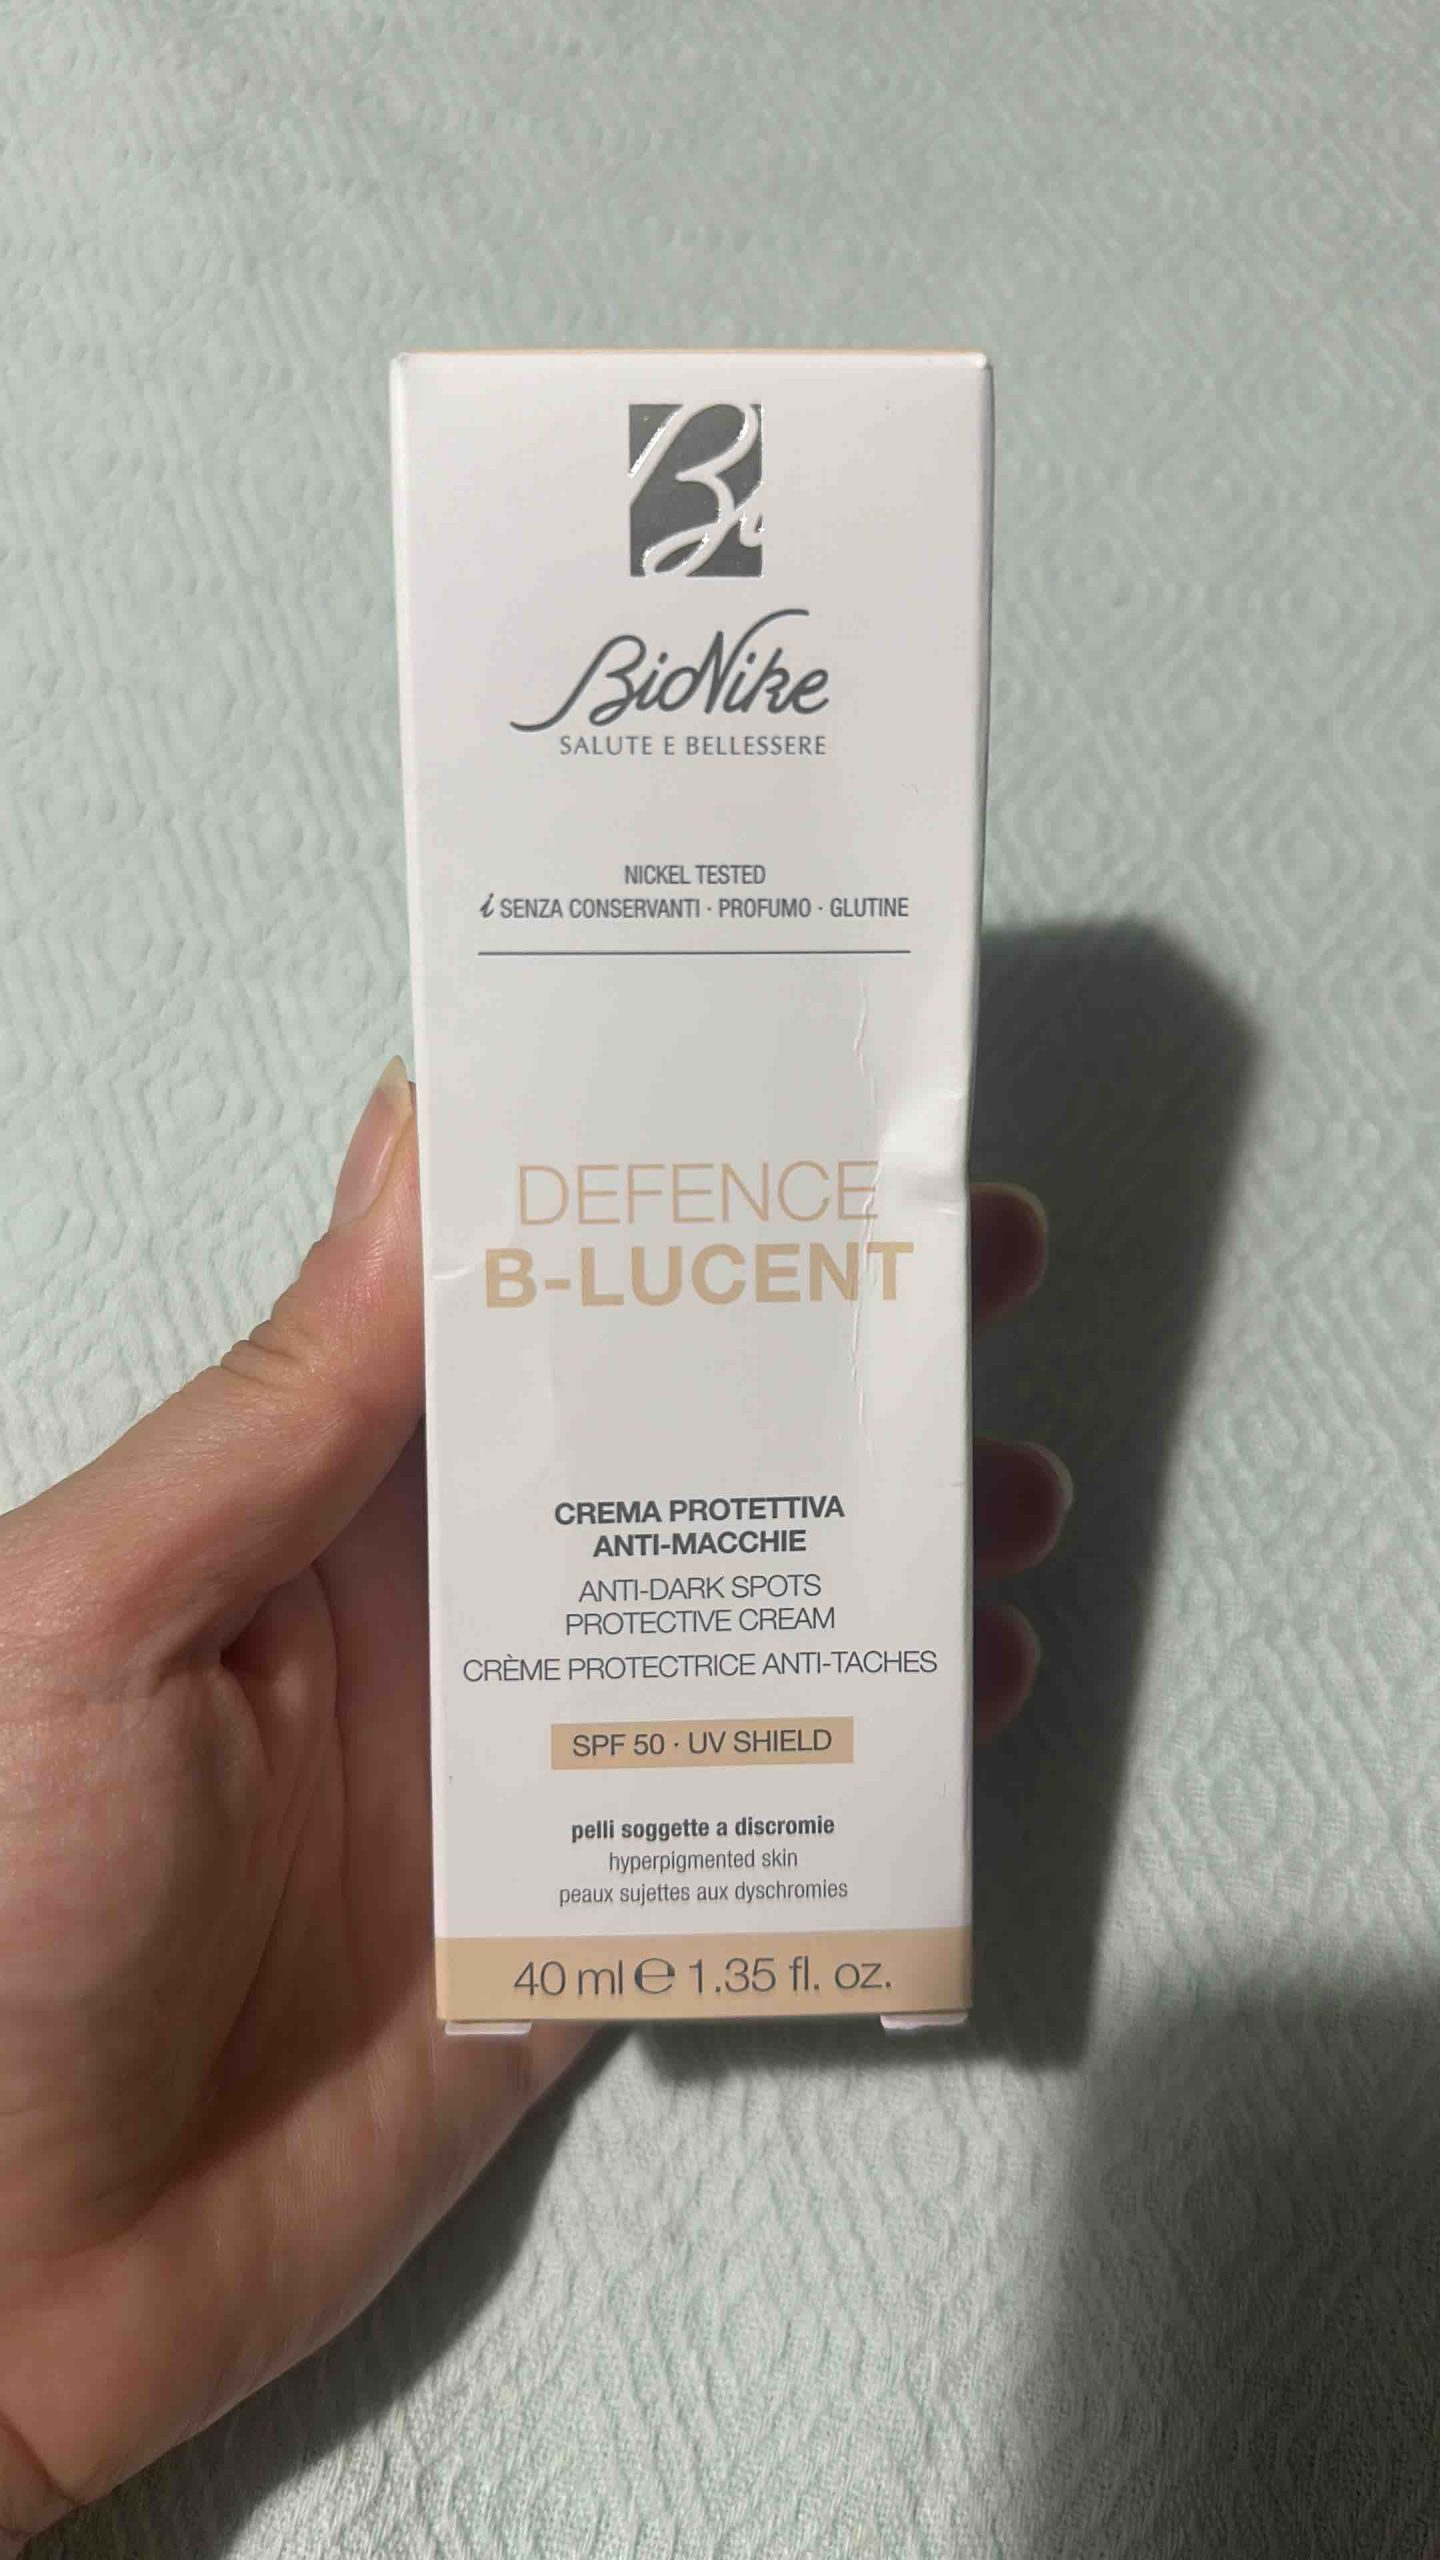 Bi
BioNike
SALUTE E BELLESSERE
NICKEL TESTED
i SENZA CONSERVANTI · PROFUMO · GLUTINE
DEFENCE
B-LUCENT
CREMA PROTETTIVA
ANTI-MACCHIE
ANTI-DARK SPOTS
PROTECTIVE CREAM
CRÈME PROTECTRICE ANTI-TACHES
SPF 50 · UV SHIELD
pelli soggette a discromie
hyperpigmented skin
peaux sujettes aux dyschromies
40 ml ℮ 1.35 fl. oz.